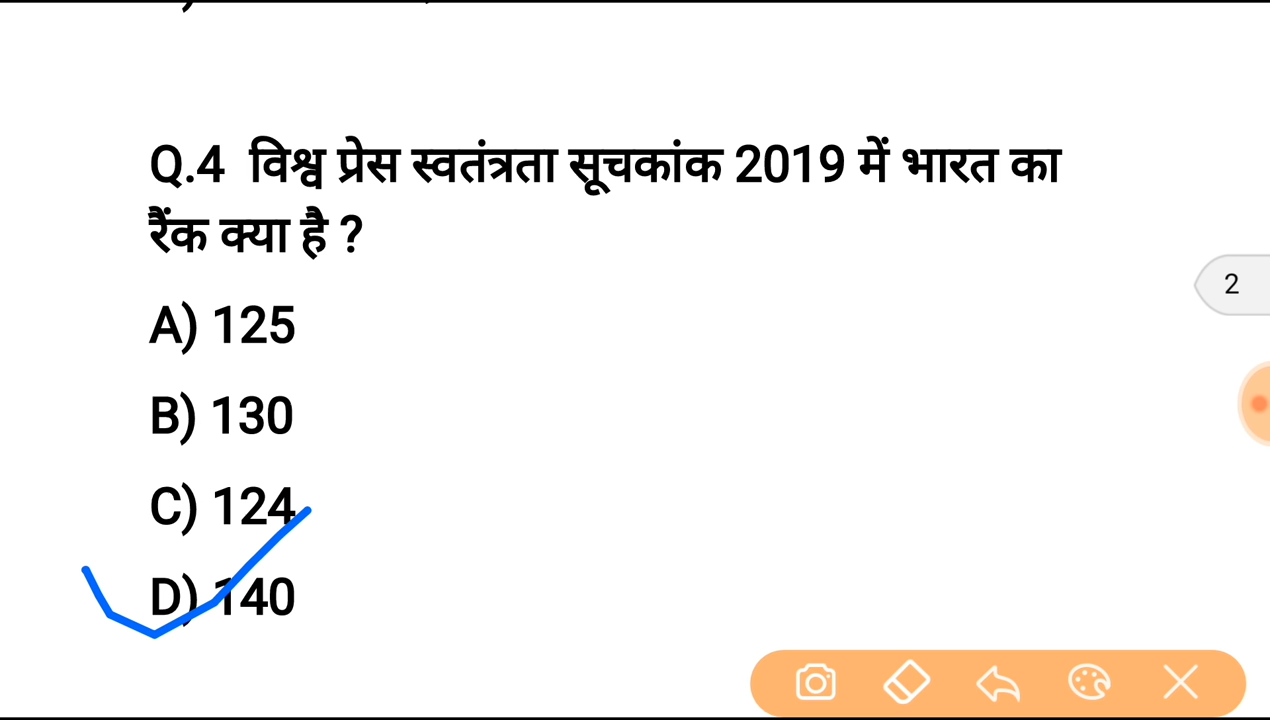 Q.4 विश्व प्रेस स्वतंत्रता सूचकांक 2019 में भारत का
रैंक क्या है ?
A) 125
2
B) 130
C) 124
D) 140